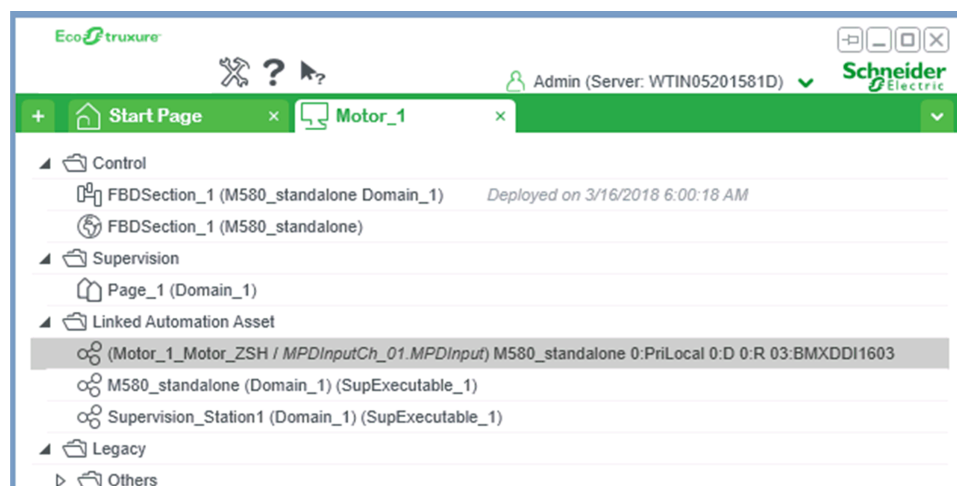 EcoStruxure
? ?
Admin (Server: WTIN05201581D)
Schneider
Electric
+ Start Page × Motor_1 ×
Control
FBDSection_1 (M580_standalone Domain_1) Deployed on 3/16/2018 6:00:18 AM
FBDSection_1 (M580_standalone)
Supervision
Page_1 (Domain_1)
Linked Automation Asset
(Motor_1_Motor_ZSH / MPDInputCh_01.MPDInput) M580_standalone 0:PriLocal 0:D 0:R 03:BMXDDI1603
M580_standalone (Domain_1) (SupExecutable_1)
Supervision_Station1 (Domain_1) (SupExecutable_1)
Legacy
Others